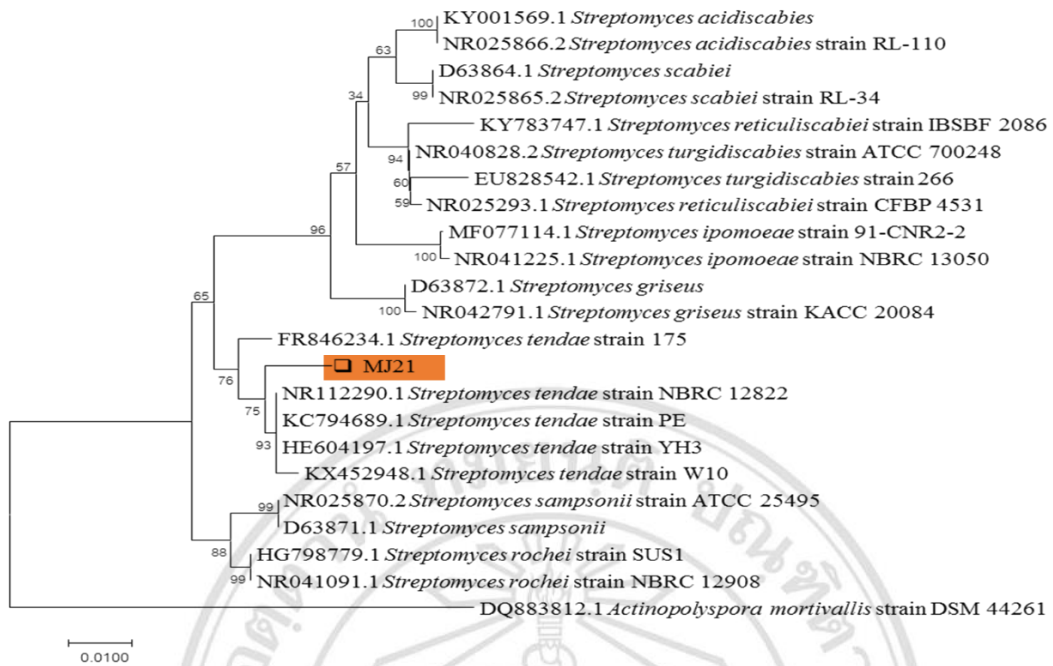 KY001569.1 Streptomyces acidiscabies
100
NR025866.2 Streptomyces acidiscabies strain RL-110
63
D63864.1 Streptomyces scabiei
99
NR025865.2 Streptomyces scabiei strain RL-34
34
KY783747.1 Streptomyces reticuliscabiei strain IBSBF 2086
NR040828.2 Streptomyces turgidiscabies strain ATCC 700248
94
57
EU828542.1 Streptomyces turgidiscabies strain 266
60
59
NR025293.1 Streptomyces reticuliscabiei strain CFBP 4531
MF077114.1 Streptomyces ipomoeae strain 91-CNR2-2
96
100
NR041225.1 Streptomyces ipomoeae strain NBRC 13050
D63872.1 Streptomyces griseus
65
100
NR042791.1 Streptomyces griseus strain KACC 20084
FR846234.1 Streptomyces tendae strain 175
MJ21
76
NR112290.1 Streptomyces tendae strain NBRC 12822
75
KC794689.1 Streptomyces tendae strain PE
93
HE604197.1 Streptomyces tendae strain YH3
KX452948.1 Streptomyces tendae strain W10
99
NR025870.2 Streptomyces sampsonii strain ATCC 25495
D63871.1 Streptomyces sampsonii
88
HG798779.1 Streptomyces rochei strain SUS1
99
NR041091.1 Streptomyces rochei strain NBRC 12908
DQ883812.1 Actinopolyspora mortivallis strain DSM 44261
0.0100